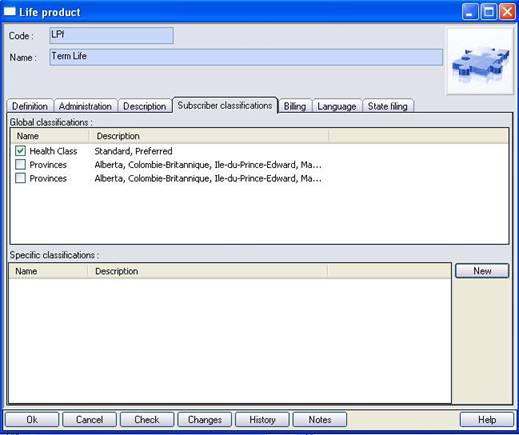 Life product
Code : LPf
Name : Term Life
Definition Administration Description Subscriber classifications Billing Language State filing
Global classifications :
Name Description
Health Class Standard, Preferred
Provinces Alberta, Colombie-Britannique, Ile-du-Prince-Edward, Ma...
Provinces Alberta, Colombie-Britannique, Ile-du-Prince-Edward, Ma...
Specific classifications :
Name Description
New
Ok Cancel Check Changes History Notes Help